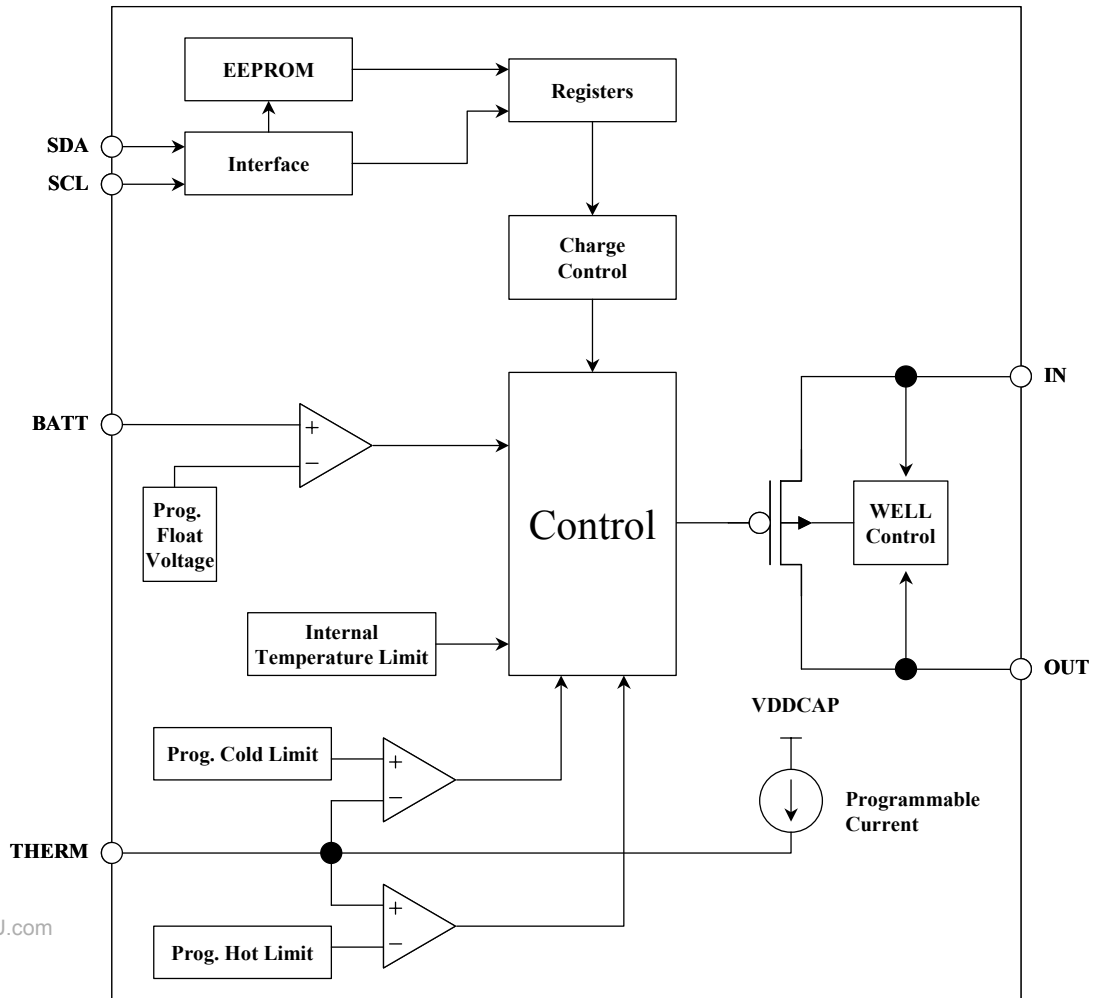 EEPROM
Registers
SDA
Interface
SCL
Charge
Control
IN
BATT
+
−
Prog.
Float
Voltage
Control
WELL
Control
Internal
Temperature Limit
OUT
VDDCAP
Prog. Cold Limit
+
−
Programmable
Current
THERM
+
−
Prog. Hot Limit
J.com